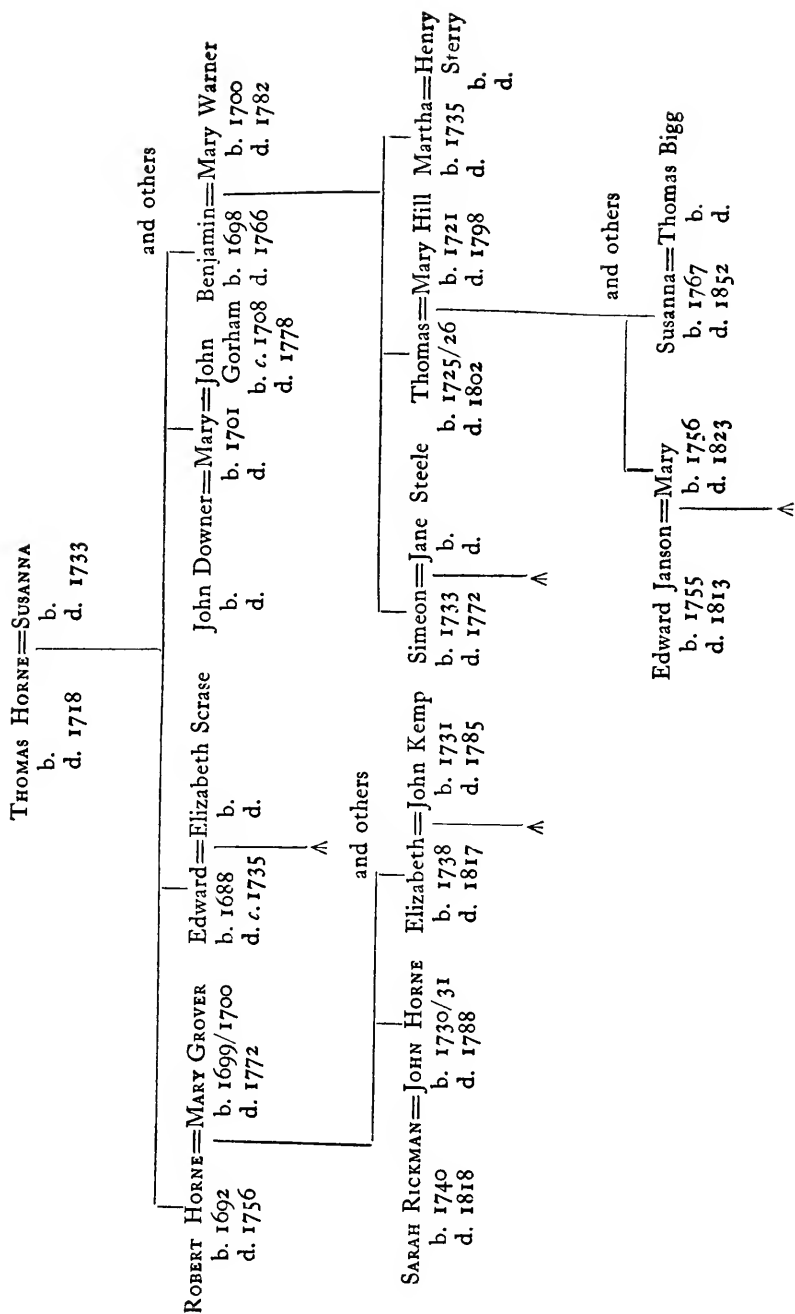 THOMAS HORNE=SUSANNA
b. b.
d. 1718 d. 1733
and others
ROBERT HORNE=MARY GROVER Edward=Elizabeth Scrase John Downer=Mary=John Benjamin=Mary Warner
b. 1692 b. 1699/1700 b. 1688 b. b. b. 1701 Gorham b. 1698 b. 1700
d. 1756 d. 1772 d. c. 1735 d. d. d. b. c. 1708 d. 1766 d. 1782
d. 1778
and others
SARAH RICKMAN=JOHN HORNE Elizabeth=John Kemp Simeon=Jane Steele Thomas=Mary Hill Martha=Henry
b. 1740 b. 1730/31 b. 1738 b. 1731 b. 1733 b. b. 1725/26 b. 1721 b. 1735 Sterry
d. 1818 d. 1788 d. 1817 d. 1785 d. 1772 d. d. 1802 d. 1798 d. b.
d.
and others
Edward Janson=Mary Susanna=Thomas Bigg
b. 1755 b. 1756 b. 1767 b.
d. 1813 d. 1823 d. 1852 d.